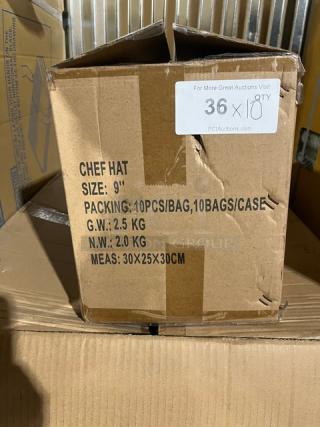 For More Great Auctions Visit
36 x 10 QTY
PCIAuctions.com
CHEF HAT
SIZE: 9"
PACKING: 10PCS/BAG,10BAGS/CASE
G.W.: 2.5 KG
N.W.: 2.0 KG
MEAS: 30X25X30CM
GROUP